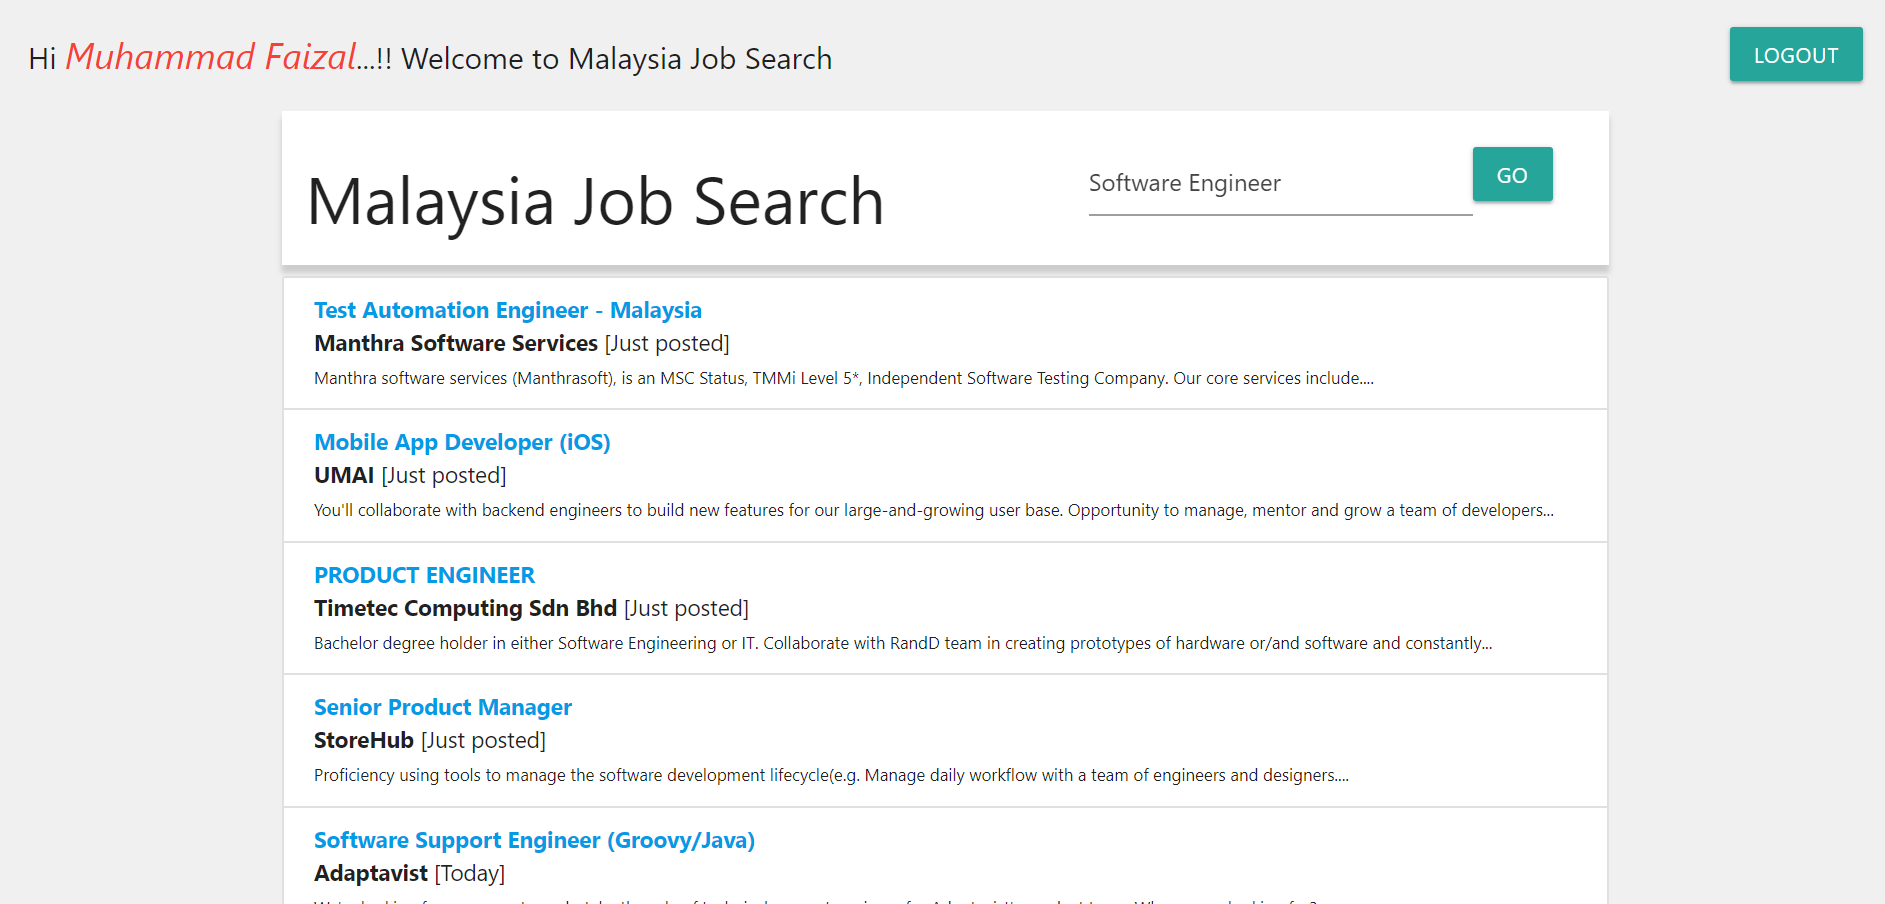 Hi Muhammad Faizal...!! Welcome to Malaysia Job Search
LOGOUT
Malaysia Job Search
Software Engineer
GO
Test Automation Engineer - Malaysia
Manthra Software Services [Just posted]
Manthra software services (Manthrasoft), is an MSC Status, TMMi Level 5*, Independent Software Testing Company. Our core services include....
Mobile App Developer (iOS)
UMAI [Just posted]
You'll collaborate with backend engineers to build new features for our large-and-growing user base. Opportunity to manage, mentor and grow a team of developers...
PRODUCT ENGINEER
Timetec Computing Sdn Bhd [Just posted]
Bachelor degree holder in either Software Engineering or IT. Collaborate with RandD team in creating prototypes of hardware or/and software and constantly...
Senior Product Manager
StoreHub [Just posted]
Proficiency using tools to manage the software development lifecycle(e.g. Manage daily workflow with a team of engineers and designers....
Software Support Engineer (Groovy/Java)
Adaptavist [Today]